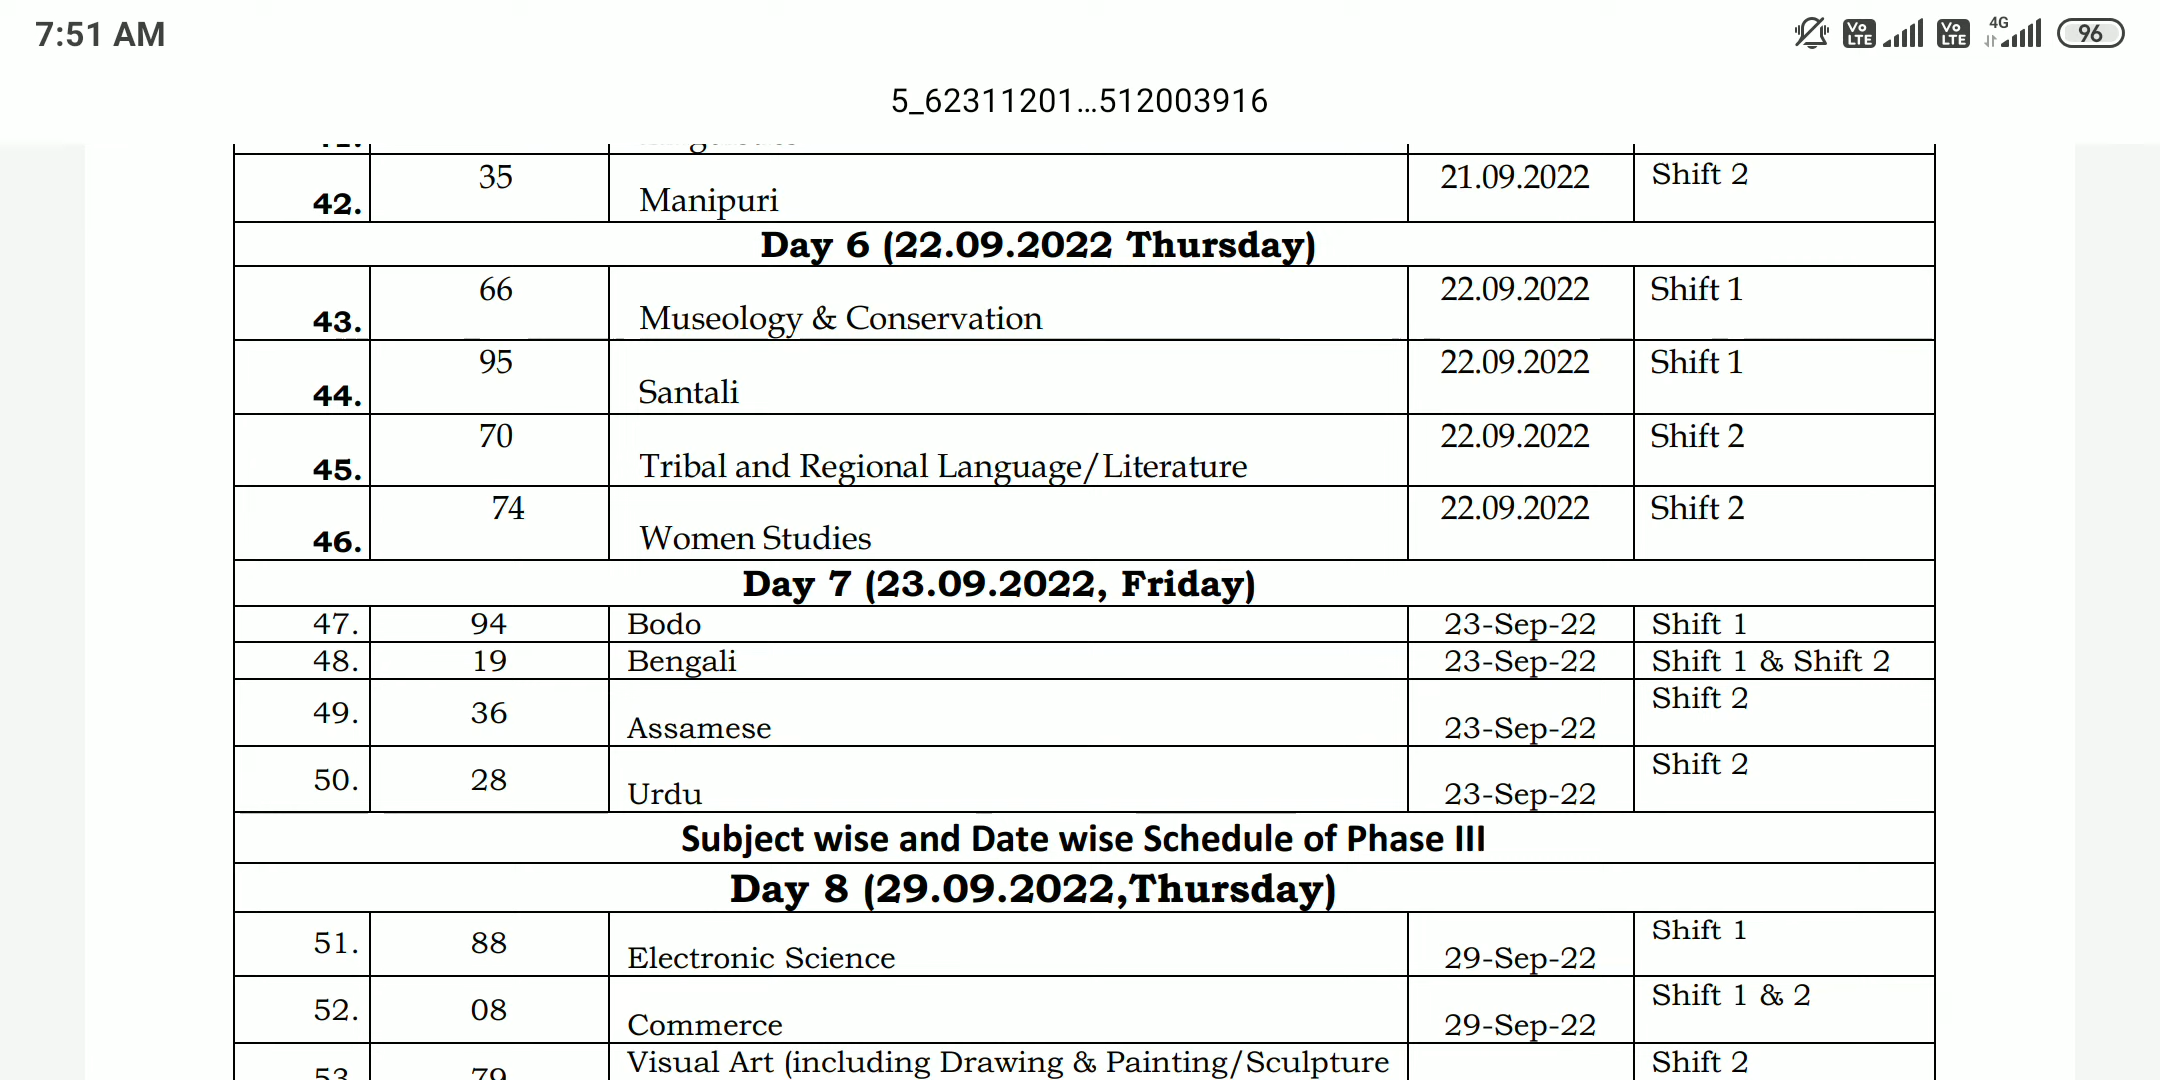 7:51 AM
Vo LTE Vo LTE 4G 96
5_62311201...512003916
42. 35 Manipuri 21.09.2022 Shift 2
Day 6 (22.09.2022 Thursday)
43. 66 Museology & Conservation 22.09.2022 Shift 1
44. 95 Santali 22.09.2022 Shift 1
45. 70 Tribal and Regional Language/Literature 22.09.2022 Shift 2
46. 74 Women Studies 22.09.2022 Shift 2
Day 7 (23.09.2022, Friday)
47. 94 Bodo 23-Sep-22 Shift 1
48. 19 Bengali 23-Sep-22 Shift 1 & Shift 2
49. 36 Assamese 23-Sep-22 Shift 2
50. 28 Urdu 23-Sep-22 Shift 2
Subject wise and Date wise Schedule of Phase III
Day 8 (29.09.2022,Thursday)
51. 88 Electronic Science 29-Sep-22 Shift 1
52. 08 Commerce 29-Sep-22 Shift 1 & 2
53. 79 Visual Art (including Drawing & Painting/Sculpture Shift 2